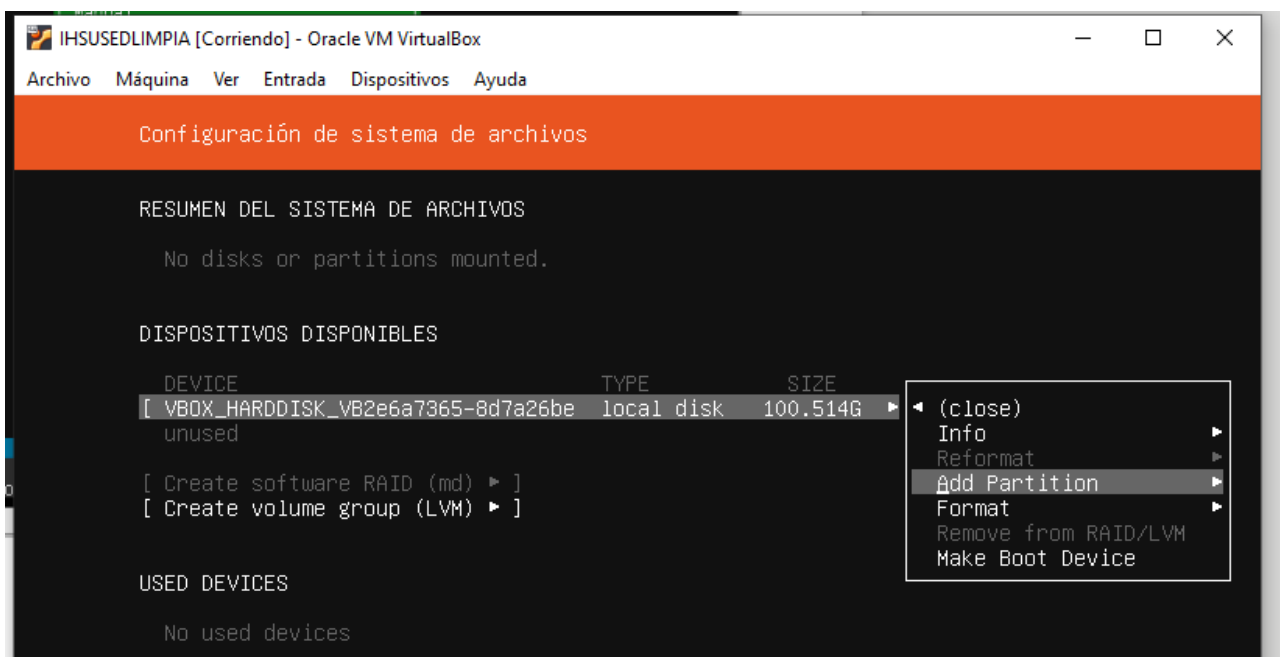 Manual
IHSUSEDLIMPIA [Corriendo] - Oracle VM VirtualBox
Archivo Máquina Ver Entrada Dispositivos Ayuda
Configuración de sistema de archivos
RESUMEN DEL SISTEMA DE ARCHIVOS
No disks or partitions mounted.
DISPOSITIVOS DISPONIBLES
DEVICE TYPE SIZE
[ VBOX_HARDDISK_VB2e6a7365-8d7a26be local disk 100.514G ▸
unused
[ Create software RAID (md) ▸ ]
[ Create volume group (LVM) ▸ ]
◂ (close)
Info ▸
Reformat ▸
Add Partition ▸
Format ▸
Remove from RAID/LVM
Make Boot Device
USED DEVICES
No used devices